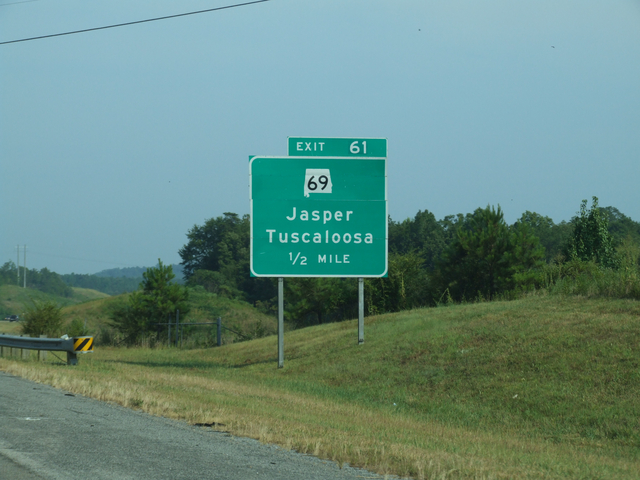 EXIT 61
69
Jasper
Tuscaloosa
1/2 MILE